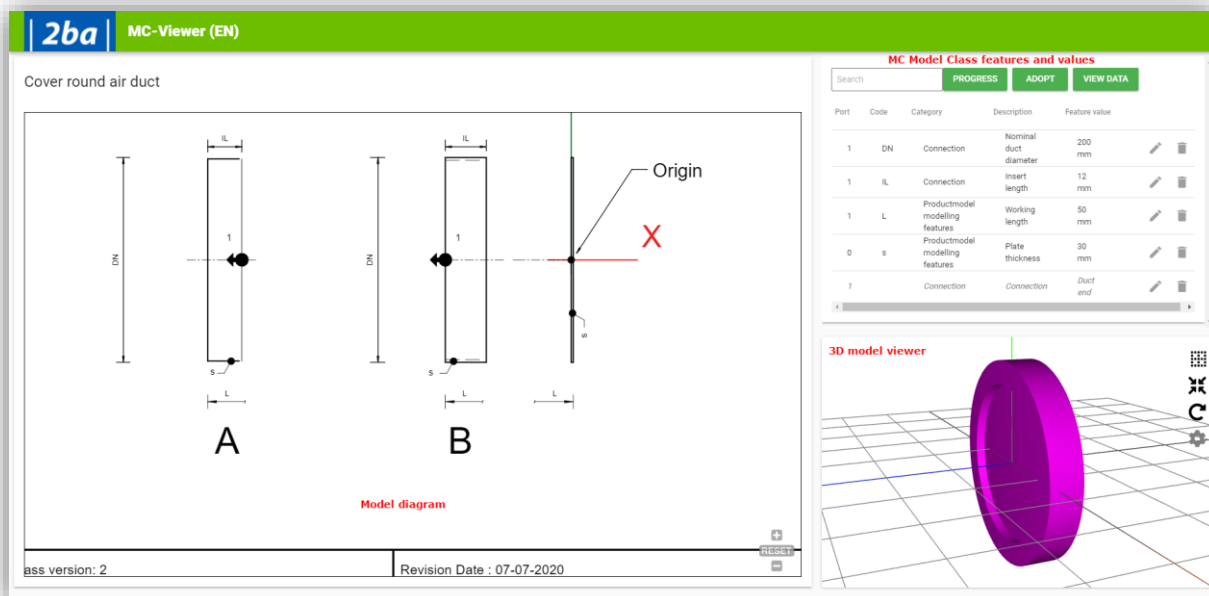 2ba
MC-Viewer (EN)
Cover round air duct
IL
DN
1
s
L
A
IL
DN
1
s
L
B
Origin
X
s
L
Model diagram
RESET
ass version: 2
Revision Date : 07-07-2020
MC Model Class features and values
Search
PROGRESS
ADOPT
VIEW DATA
Port Code Category Description Feature value
1 DN Connection Nominal duct diameter 200 mm
1 IL Connection Insert length 12 mm
1 L Productmodel modelling features Working length 50 mm
0 s Productmodel modelling features Plate thickness 30 mm
1 Connection Connection Duct end
3D model viewer